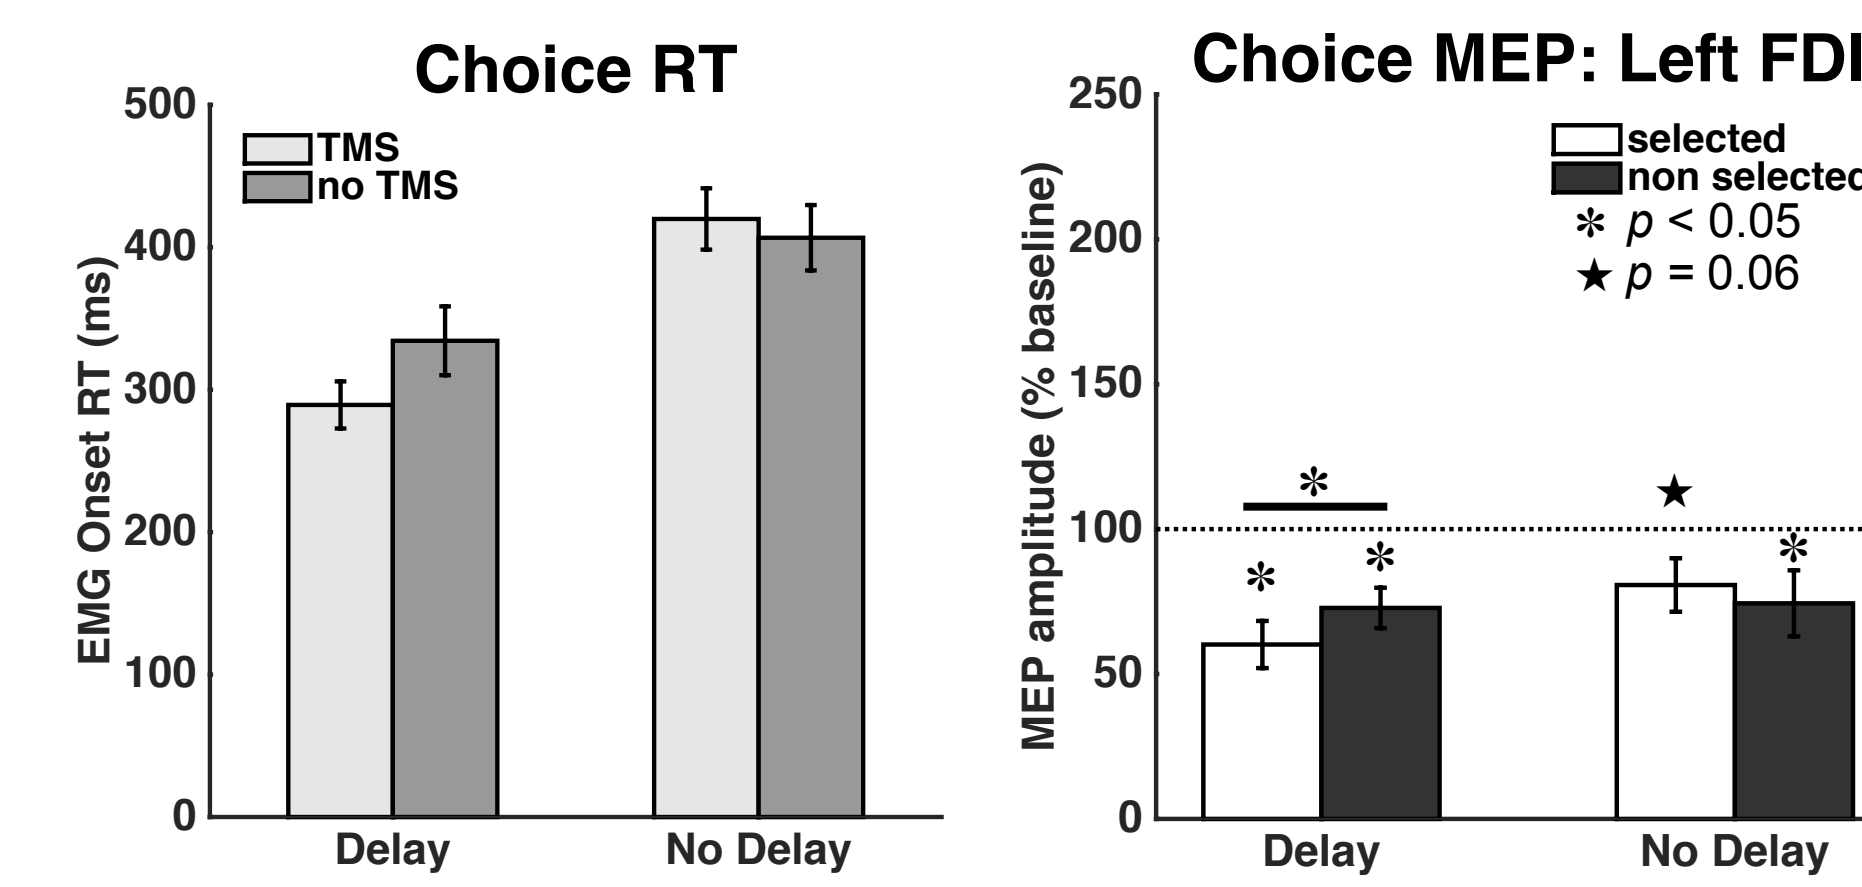 Choice RT
500
400
300
200
100
0
EMG Onset RT (ms)
TMS
no TMS
Delay
No Delay
Choice MEP: Left FDI
250
200
150
100
50
0
MEP amplitude (% baseline)
selected
non selected
* p < 0.05
★ p = 0.06
*
*
*
★
*
Delay
No Delay